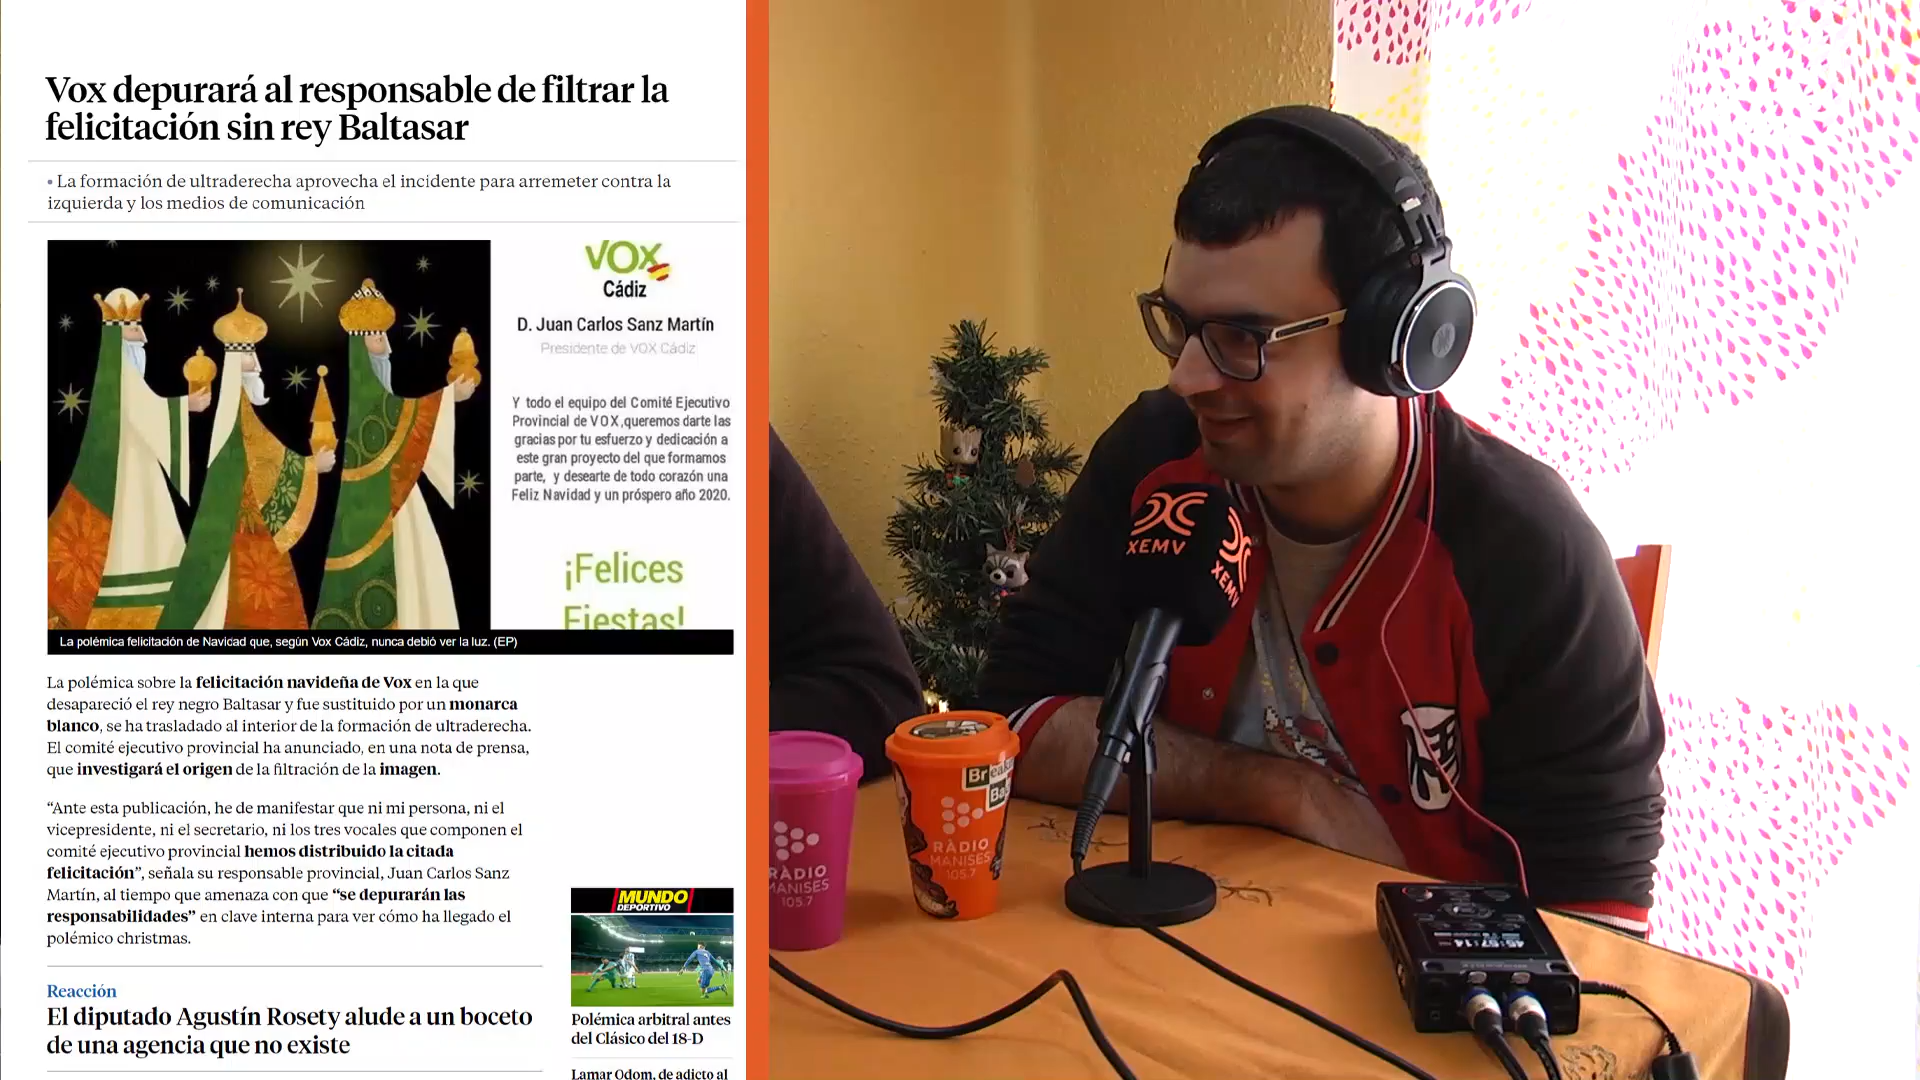 Vox depurará al responsable de filtrar la
felicitación sin rey Baltasar
• La formación de ultraderecha aprovecha el incidente para arremeter contra la
izquierda y los medios de comunicación
VOX
Cádiz
D. Juan Carlos Sanz Martín
Presidente de VOX Cádiz
Y todo el equipo del Comité Ejecutivo
Provincial de VOX,queremos darte las
gracias por tu esfuerzo y dedicación a
este gran proyecto del que formamos
parte, y desearte de todo corazón una
Feliz Navidad y un próspero año 2020.
¡Felices
Fiestas!
La polémica felicitación de Navidad que, según Vox Cádiz, nunca debió ver la luz. (EP)
La polémica sobre la felicitación navideña de Vox en la que
desapareció el rey negro Baltasar y fue sustituido por un monarca
blanco, se ha trasladado al interior de la formación de ultraderecha.
El comité ejecutivo provincial ha anunciado, en una nota de prensa,
que investigará el origen de la filtración de la imagen.
“Ante esta publicación, he de manifestar que ni mi persona, ni el
vicepresidente, ni el secretario, ni los tres vocales que componen el
comité ejecutivo provincial hemos distribuido la citada
felicitación”, señala su responsable provincial, Juan Carlos Sanz
Martín, al tiempo que amenaza con que “se depurarán las
responsabilidades” en clave interna para ver cómo ha llegado el
polémico christmas.
Reacción
El diputado Agustín Rosety alude a un boceto
de una agencia que no existe
MUNDO
DEPORTIVO
Polémica arbitral antes
del Clásico del 18-D
Lamar Odom, de adicto al
XEMV
XEMV
Breaking
Ba
RÀDIO
MANISES
105.7
RÀDIO
MANISES
105.7
45:57:14